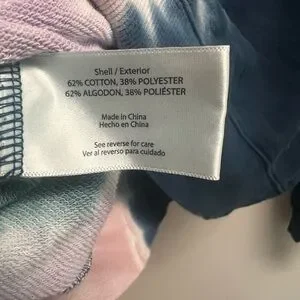 Shell / Exterior
62% COTTON, 38% POLYESTER
62% ALGODON, 38% POLIÉSTER
Made in China
Hecho en China
See reverse for care
Ver al reverso para cuidado